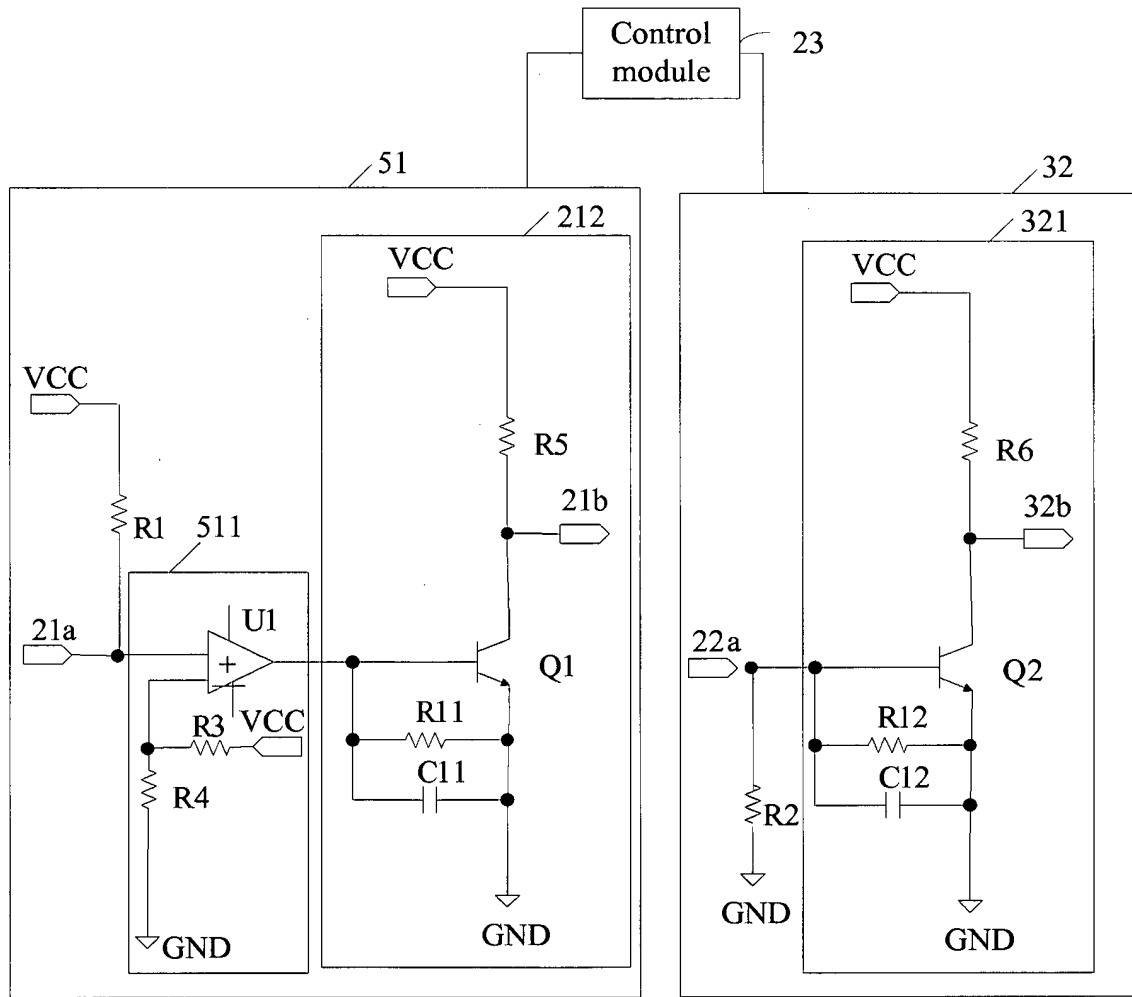 Control
module
23
51
32
212
321
VCC
VCC
VCC
R5
R6
21b
32b
R1
511
21a
U1
+
22a
Q1
Q2
R3
VCC
R11
R12
C11
C12
R4
R2
GND
GND
GND
GND